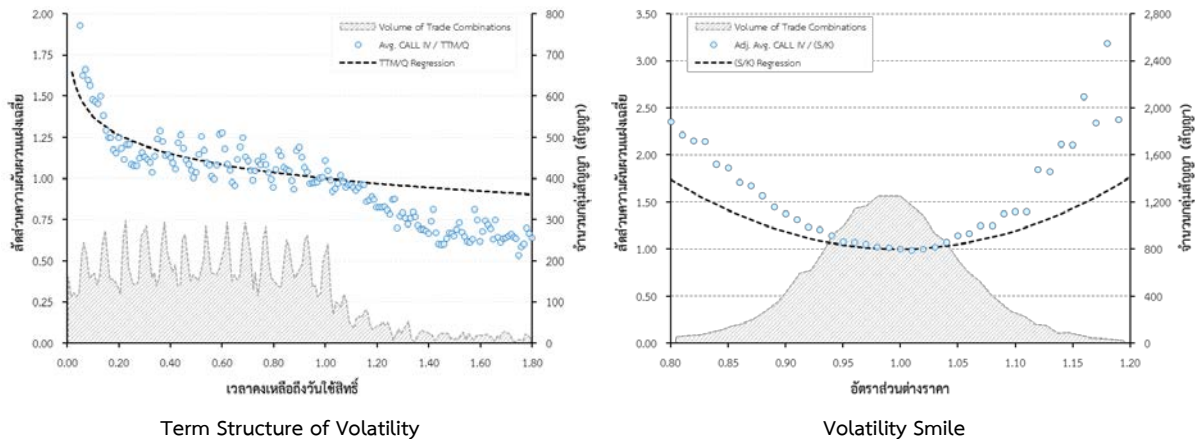 2.00
1.75
1.50
1.25
1.00
0.75
0.50
0.25
0.00
สัดส่วนความผันผวนแฝงเฉลี่ย
Volume of Trade Combinations
Avg. CALL IV / TTM/Q
TTM/Q Regression
800
700
600
500
400
300
200
100
0
จำนวนกลุ่มสัญญา (สัญญา)
0.00 0.20 0.40 0.60 0.80 1.00 1.20 1.40 1.60 1.80
เวลาคงเหลือถึงวันใช้สิทธิ์
Term Structure of Volatility
3.50
3.00
2.50
2.00
1.50
1.00
0.50
0.00
สัดส่วนความผันผวนแฝงเฉลี่ย
Volume of Trade Combinations
Adj. Avg. CALL IV / (S/K)
(S/K) Regression
2,800
2,400
2,000
1,600
1,200
800
400
0
จำนวนกลุ่มสัญญา (สัญญา)
0.80 0.85 0.90 0.95 1.00 1.05 1.10 1.15 1.20
อัตราส่วนต่างราคา
Volatility Smile